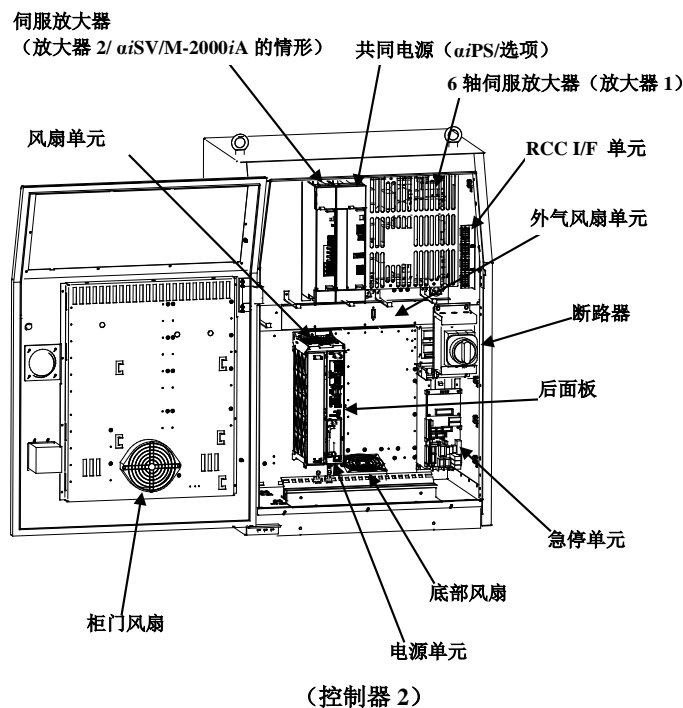 伺服放大器
（放大器 2/ αiSV/M-2000iA 的情形）
共同电源（αiPS/选项）
6 轴伺服放大器（放大器 1）
风扇单元
RCC I/F 单元
外气风扇单元
断路器
后面板
急停单元
底部风扇
柜门风扇
电源单元
（控制器 2）